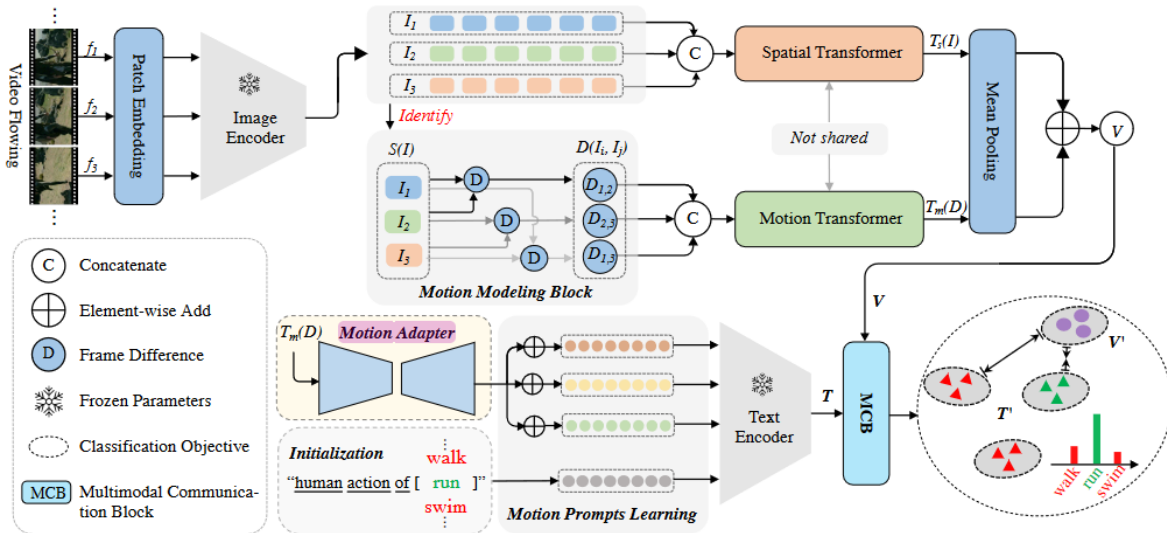 Video Flowing
f1
f2
f3
Patch Embedding
Image
Encoder
I1
I2
I3
C
Spatial Transformer
Ts(I)
Identify
Not shared
Mean Pooling
V
S(I)
D(Ii, Ij)
I1
I2
I3
D
D
D
D1,2
D2,3
D1,3
C
Motion Transformer
Tm(D)
Motion Modeling Block
C
Concatenate
Element-wise Add
D
Frame Difference
Frozen Parameters
Classification Objective
MCB
Multimodal Communica-
tion Block
Tm(D)
Motion Adapter
Initialization
walk
"human action of [ run ]"
swim
Motion Prompts Learning
Text
Encoder
T
V
MCB
V'
T'
walk
run
swim